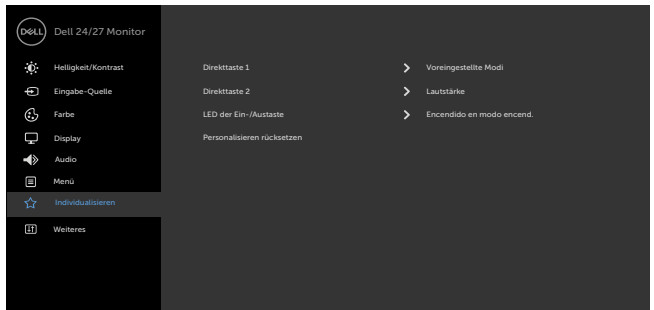 DELL
Dell 24/27 Monitor
Helligkeit/Kontrast
Eingabe-Quelle
Farbe
Display
Audio
Menü
Individualisieren
Weiteres
Direkttaste 1
Voreingestellte Modi
Direkttaste 2
Lautstärke
LED der Ein-/Austaste
Encendido en modo encend.
Personalisieren rücksetzen